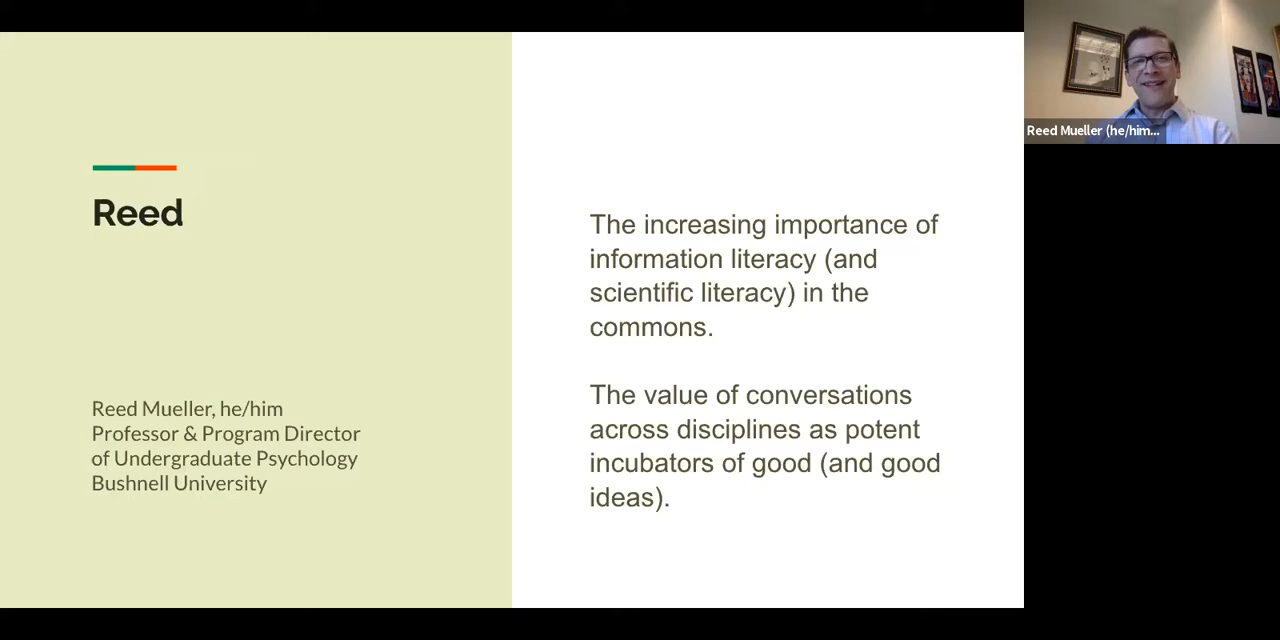 Reed
Reed Mueller, he/him
Professor & Program Director
of Undergraduate Psychology
Bushnell University
The increasing importance of
information literacy (and
scientific literacy) in the
commons.
The value of conversations
across disciplines as potent
incubators of good (and good
ideas).
Reed Mueller (he/him...